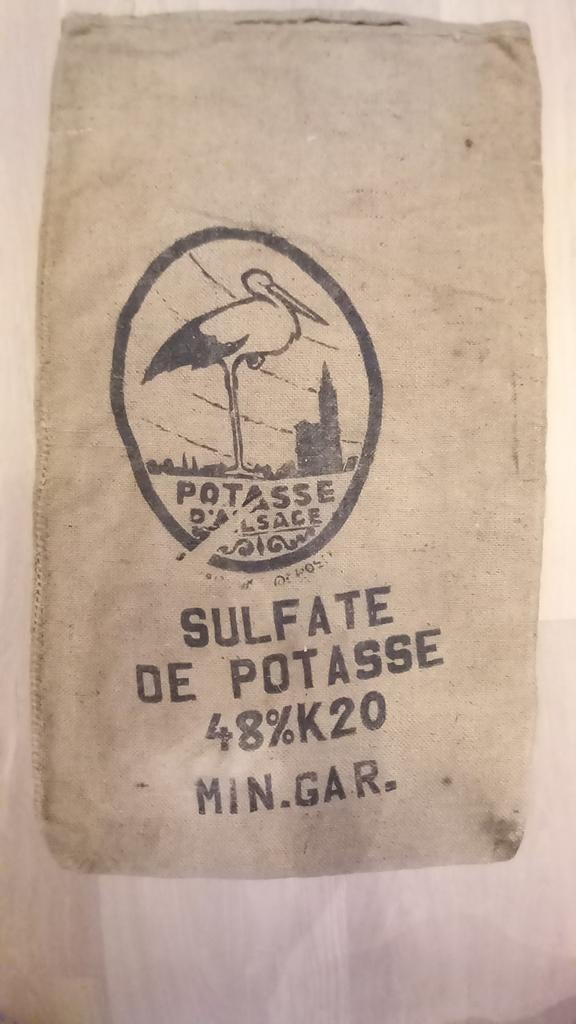 POTASSE
D'ALSACE
SULFATE
DE POTASSE
48%K20
MIN.GAR.